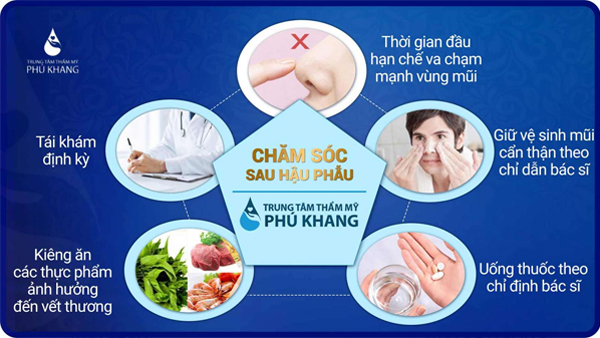 TRUNG TÂM THẨM MỸ
PHÚ KHANG
Thời gian đầu
hạn chế va chạm
mạnh vùng mũi
Tái khám
định kỳ
CHĂM SÓC
SAU HẬU PHẪU
TRUNG TÂM THẨM MỸ
PHÚ KHANG
Giữ vệ sinh mũi
cẩn thận theo
chỉ dẫn bác sĩ
Kiêng ăn
các thực phẩm
ảnh hưởng
đến vết thương
Uống thuốc theo
chỉ định bác sĩ